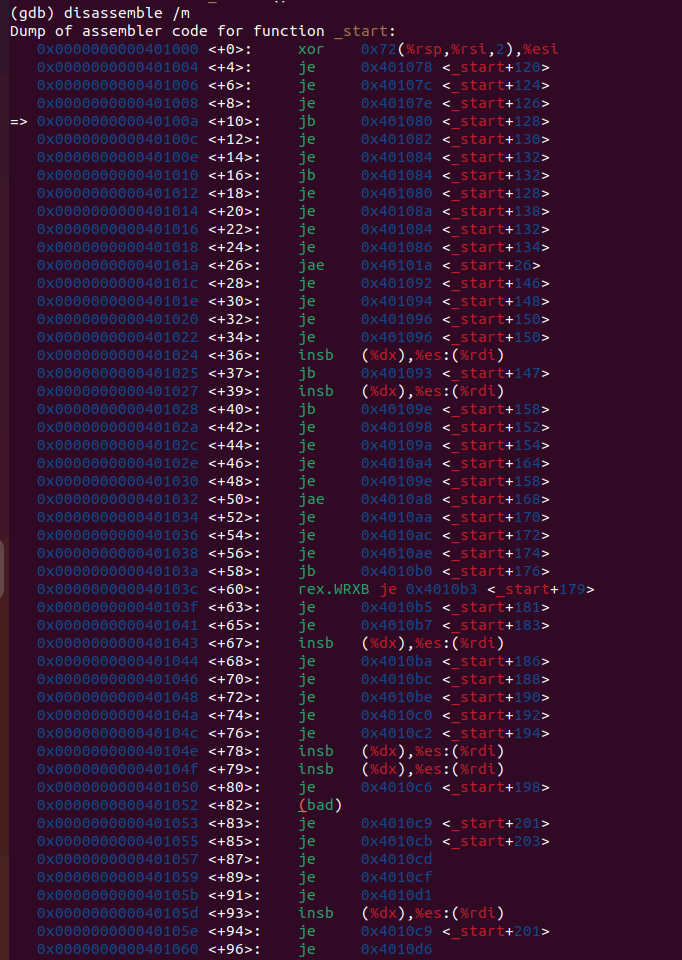 (gdb) disassemble /m
Dump of assembler code for function _start:
0x0000000000401000 <+0>: xor 0x72(%rsp,%rsi,2),%esi
0x0000000000401004 <+4>: je 0x401078 <_start+120>
0x0000000000401006 <+6>: je 0x40107c <_start+124>
0x0000000000401008 <+8>: je 0x40107e <_start+126>
=> 0x000000000040100a <+10>: jb 0x401080 <_start+128>
0x000000000040100c <+12>: je 0x401082 <_start+130>
0x000000000040100e <+14>: je 0x401084 <_start+132>
0x0000000000401010 <+16>: jb 0x401084 <_start+132>
0x0000000000401012 <+18>: je 0x401080 <_start+128>
0x0000000000401014 <+20>: je 0x40108a <_start+138>
0x0000000000401016 <+22>: je 0x401084 <_start+132>
0x0000000000401018 <+24>: je 0x401086 <_start+134>
0x000000000040101a <+26>: jae 0x40101a <_start+26>
0x000000000040101c <+28>: je 0x401092 <_start+146>
0x000000000040101e <+30>: je 0x401094 <_start+148>
0x0000000000401020 <+32>: je 0x401096 <_start+150>
0x0000000000401022 <+34>: je 0x401096 <_start+150>
0x0000000000401024 <+36>: insb (%dx),%es:(%rdi)
0x0000000000401025 <+37>: jb 0x401093 <_start+147>
0x0000000000401027 <+39>: insb (%dx),%es:(%rdi)
0x0000000000401028 <+40>: jb 0x40109e <_start+158>
0x000000000040102a <+42>: je 0x401098 <_start+152>
0x000000000040102c <+44>: je 0x40109a <_start+154>
0x000000000040102e <+46>: je 0x4010a4 <_start+164>
0x0000000000401030 <+48>: je 0x40109e <_start+158>
0x0000000000401032 <+50>: jae 0x4010a8 <_start+168>
0x0000000000401034 <+52>: je 0x4010aa <_start+170>
0x0000000000401036 <+54>: je 0x4010ac <_start+172>
0x0000000000401038 <+56>: je 0x4010ae <_start+174>
0x000000000040103a <+58>: jb 0x4010b0 <_start+176>
0x000000000040103c <+60>: rex.WRXB je 0x4010b3 <_start+179>
0x000000000040103f <+63>: je 0x4010b5 <_start+181>
0x0000000000401041 <+65>: je 0x4010b7 <_start+183>
0x0000000000401043 <+67>: insb (%dx),%es:(%rdi)
0x0000000000401044 <+68>: je 0x4010ba <_start+186>
0x0000000000401046 <+70>: je 0x4010bc <_start+188>
0x0000000000401048 <+72>: je 0x4010be <_start+190>
0x000000000040104a <+74>: je 0x4010c0 <_start+192>
0x000000000040104c <+76>: je 0x4010c2 <_start+194>
0x000000000040104e <+78>: insb (%dx),%es:(%rdi)
0x000000000040104f <+79>: insb (%dx),%es:(%rdi)
0x0000000000401050 <+80>: je 0x4010c6 <_start+198>
0x0000000000401052 <+82>: (bad)
0x0000000000401053 <+83>: je 0x4010c9 <_start+201>
0x0000000000401055 <+85>: je 0x4010cb <_start+203>
0x0000000000401057 <+87>: je 0x4010cd
0x0000000000401059 <+89>: je 0x4010cf
0x000000000040105b <+91>: je 0x4010d1
0x000000000040105d <+93>: insb (%dx),%es:(%rdi)
0x000000000040105e <+94>: je 0x4010c9 <_start+201>
0x0000000000401060 <+96>: je 0x4010d6